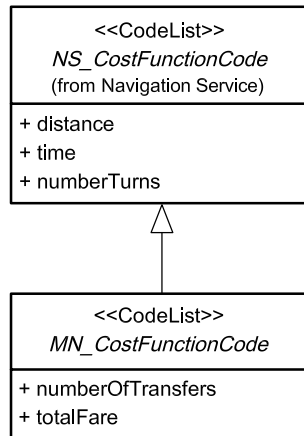 <<CodeList>>
NS_CostFunctionCode
(from Navigation Service)
+ distance
+ time
+ numberTurns
<<CodeList>>
MN_CostFunctionCode
+ numberOfTransfers
+ totalFare